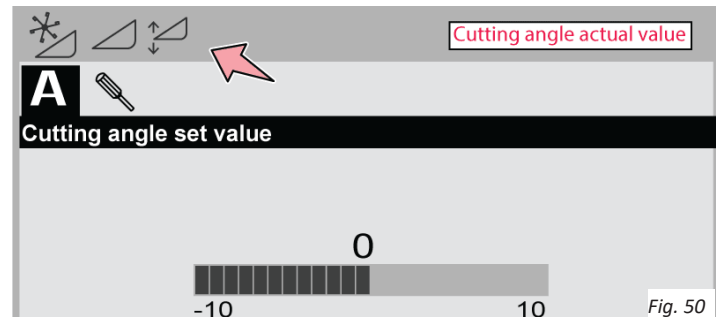 Cutting angle actual value
A
Cutting angle set value
0
-10 10
Fig. 50